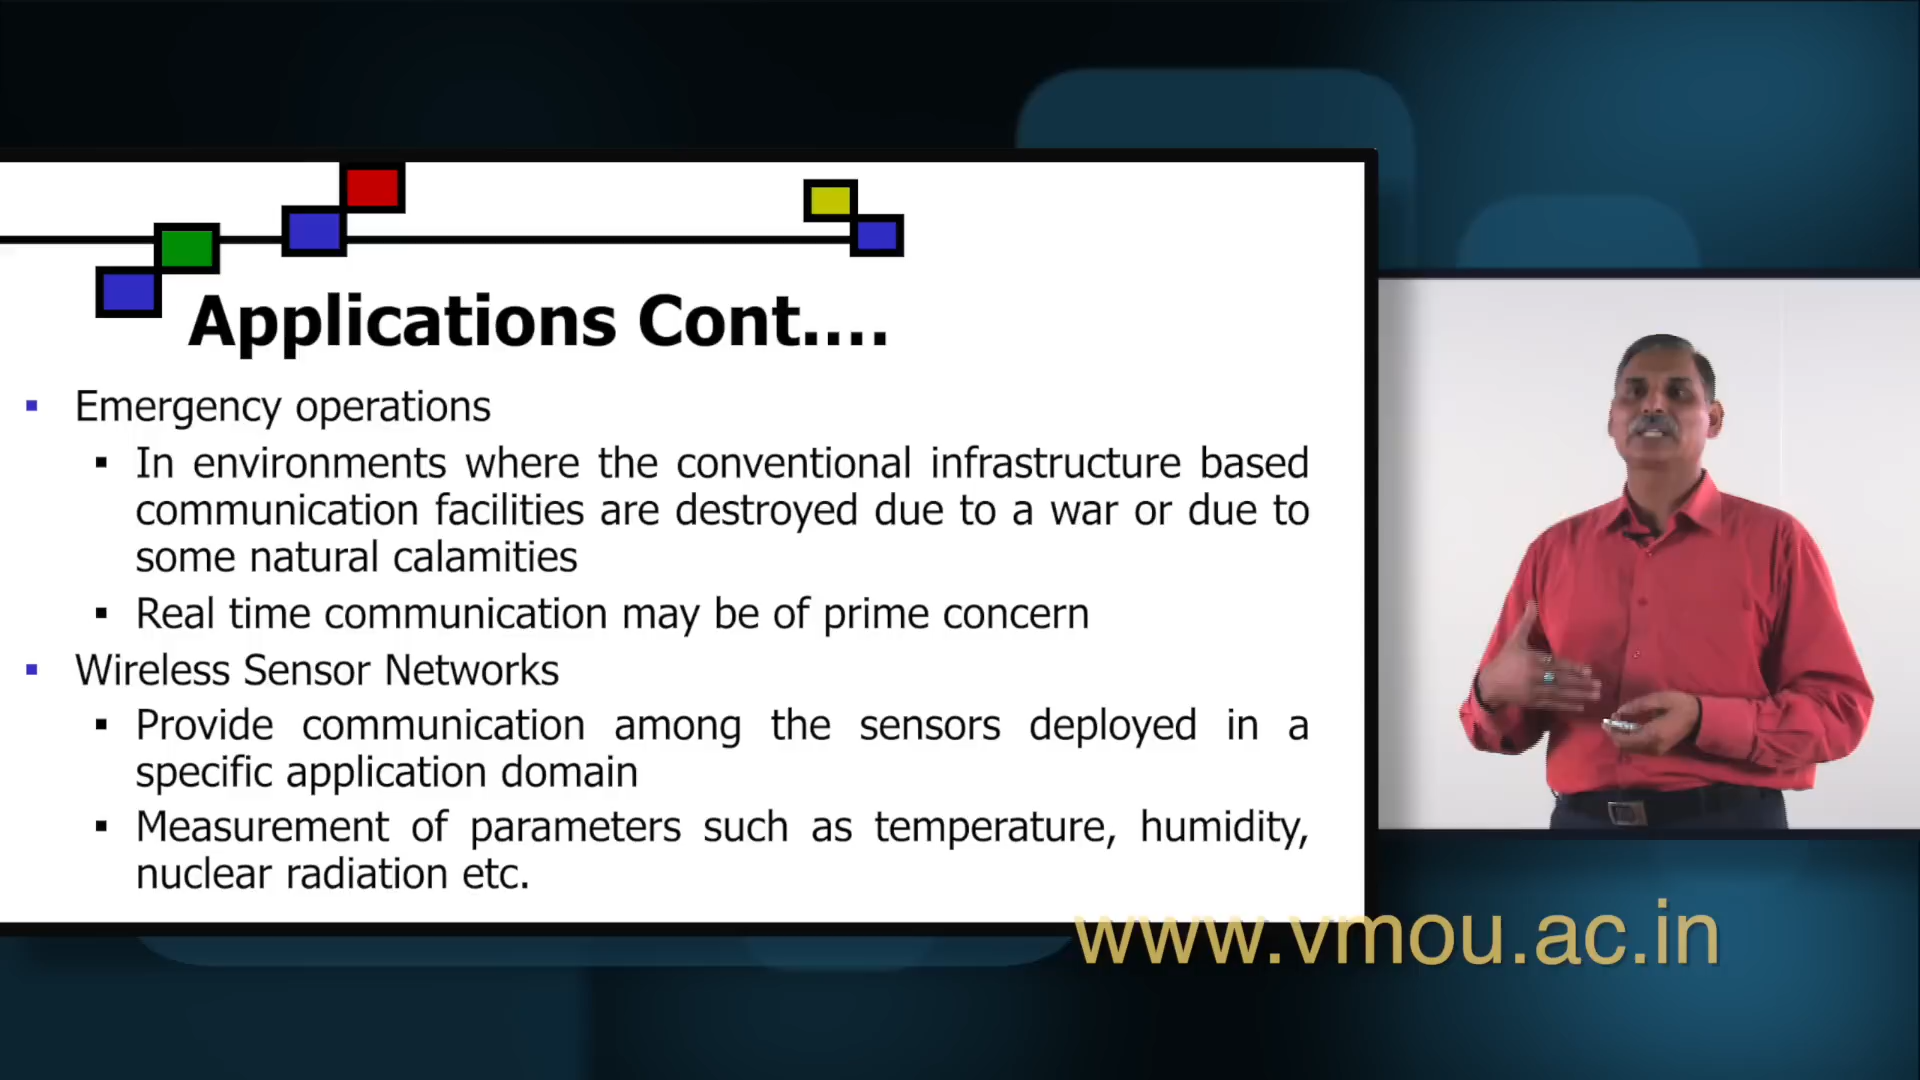 Applications Cont....
▪ Emergency operations
▪ In environments where the conventional infrastructure based
communication facilities are destroyed due to a war or due to
some natural calamities
▪ Real time communication may be of prime concern
▪ Wireless Sensor Networks
▪ Provide communication among the sensors deployed in a
specific application domain
▪ Measurement of parameters such as temperature, humidity,
nuclear radiation etc.
www.vmou.ac.in